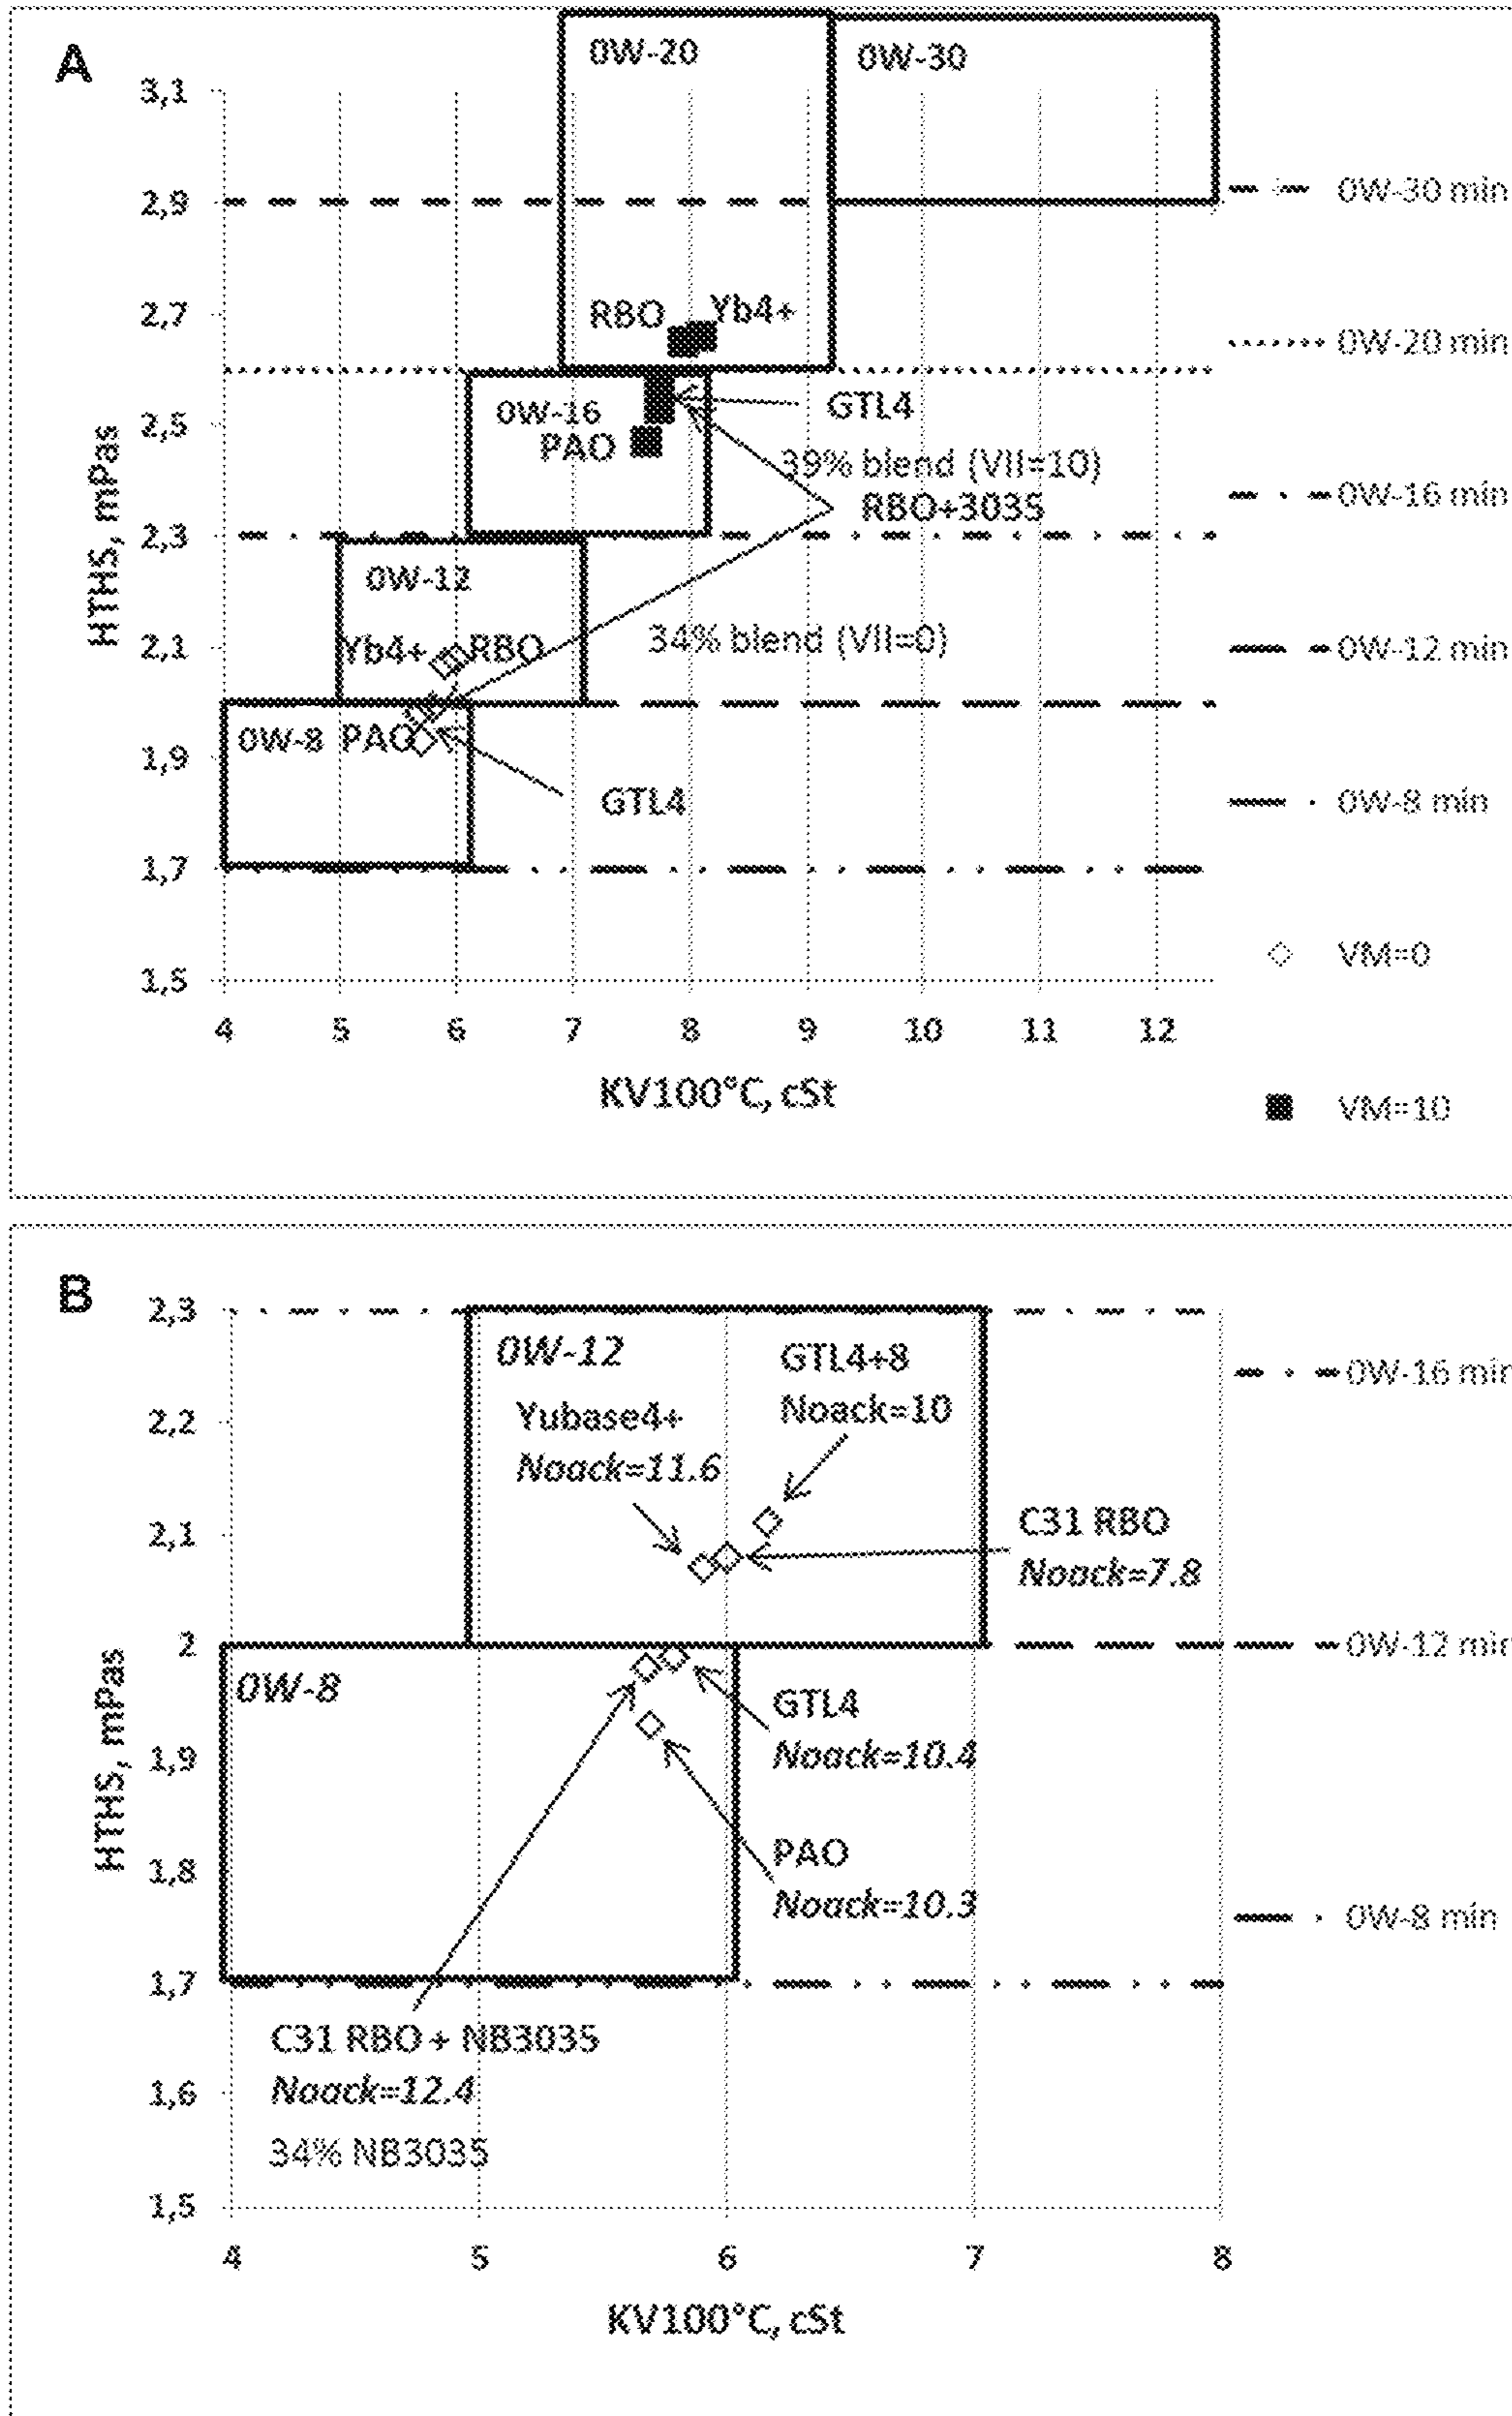 A
0W-20
0W-30
3,1
0W-30 min
2,9
RBO
Yb4+
2,7
0W-20 min
0W-16
GTL4
2,5
PAO
39% blend (VII=10)
RBO+3035
0W-16 min
HTHS, mPas
2,3
0W-12
Yb4+
RBO
34% blend (VII=0)
2,1
0W-12 min
0W-8
PAO
1,9
GTL4
0W-8 min
1,7
VM=0
1,5
4 5 6 7 8 9 10 11 12
KV100°C, cSt
VM=10
B
2,3
0W-12
GTL4+8
Noack=10
0W-16 min
Yubase4+
Noack=11.6
2,2
C31 RBO
Noack=7.8
2,1
2
0W-12 min
0W-8
GTL4
Noack=10.4
HTHS, mPas
1,9
PAO
Noack=10.3
1,8
0W-8 min
1,7
C31 RBO + NB3035
Noack=12.4
34% NB3035
1,6
1,5
4 5 6 7 8
KV100°C, cSt